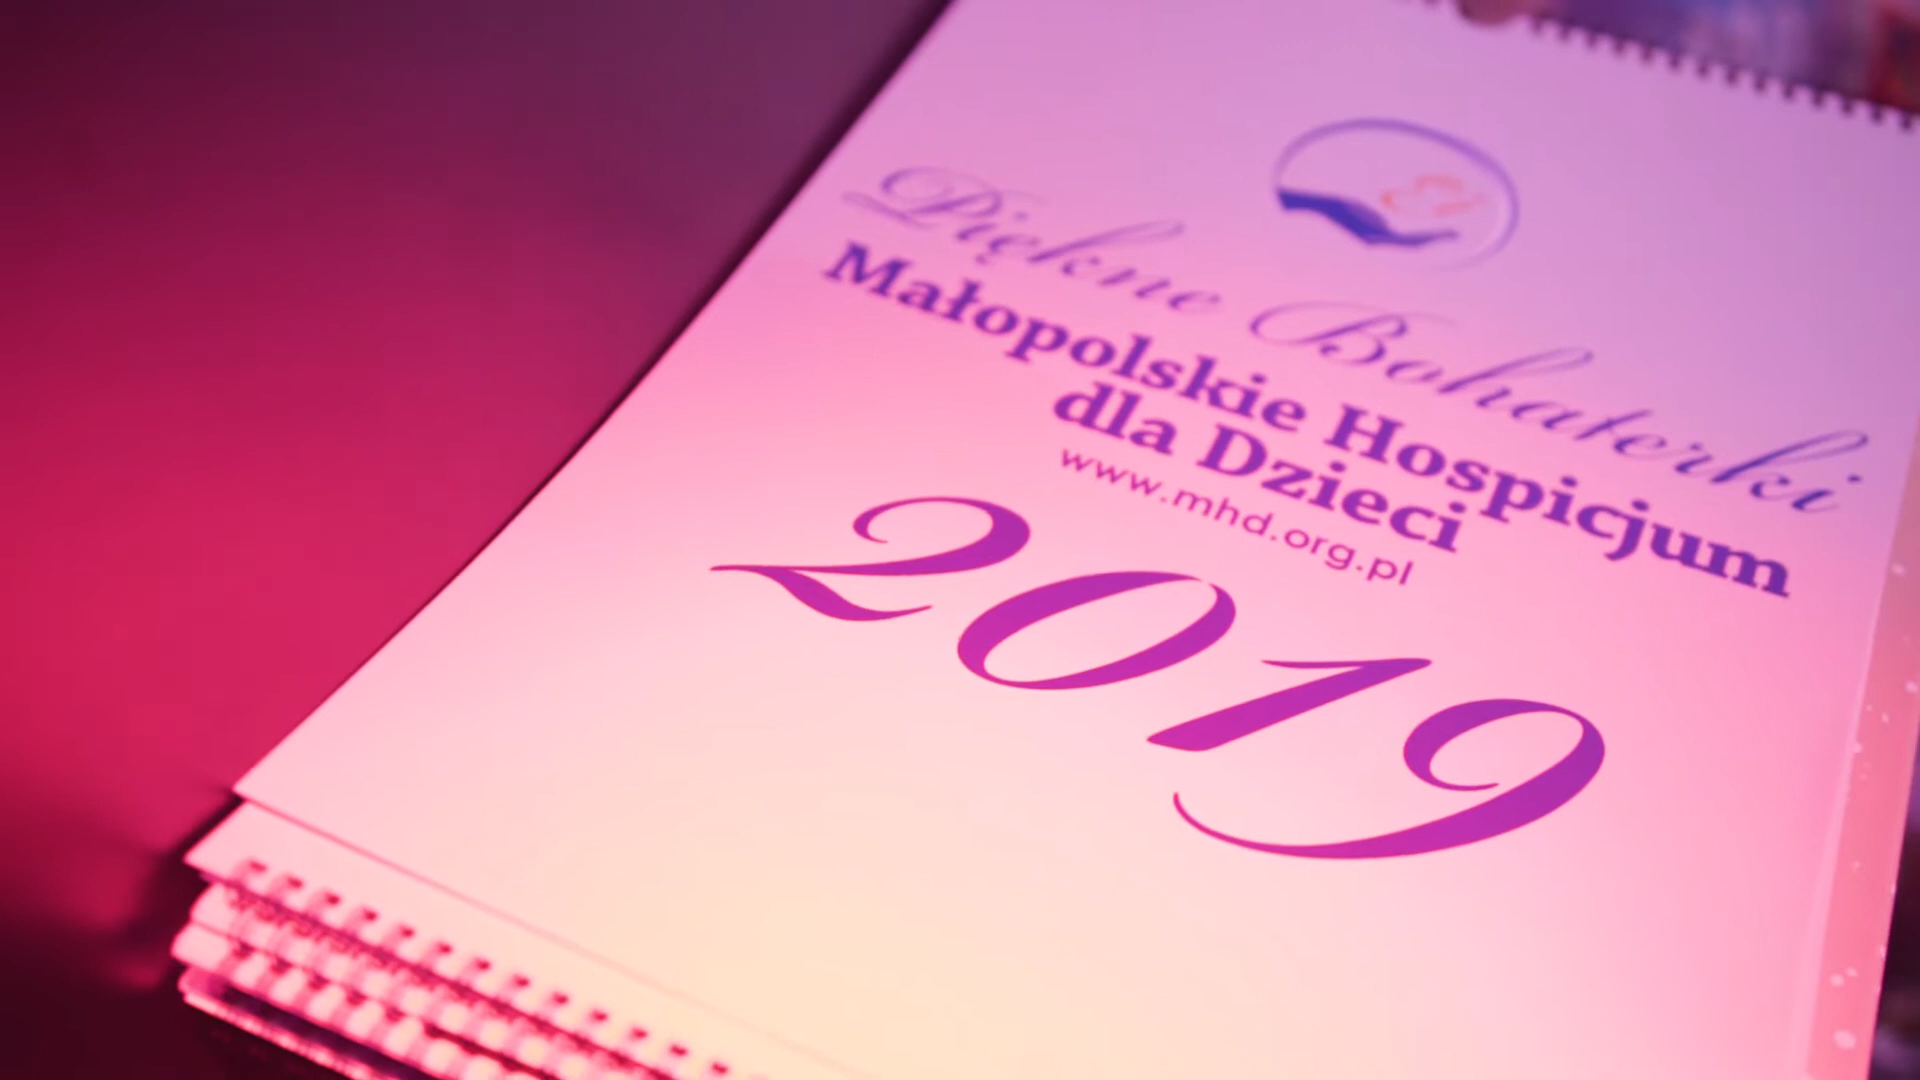 Piękne Bohaterki
Małopolskie Hospicjum
dla Dzieci
www.mhd.org.pl
2019